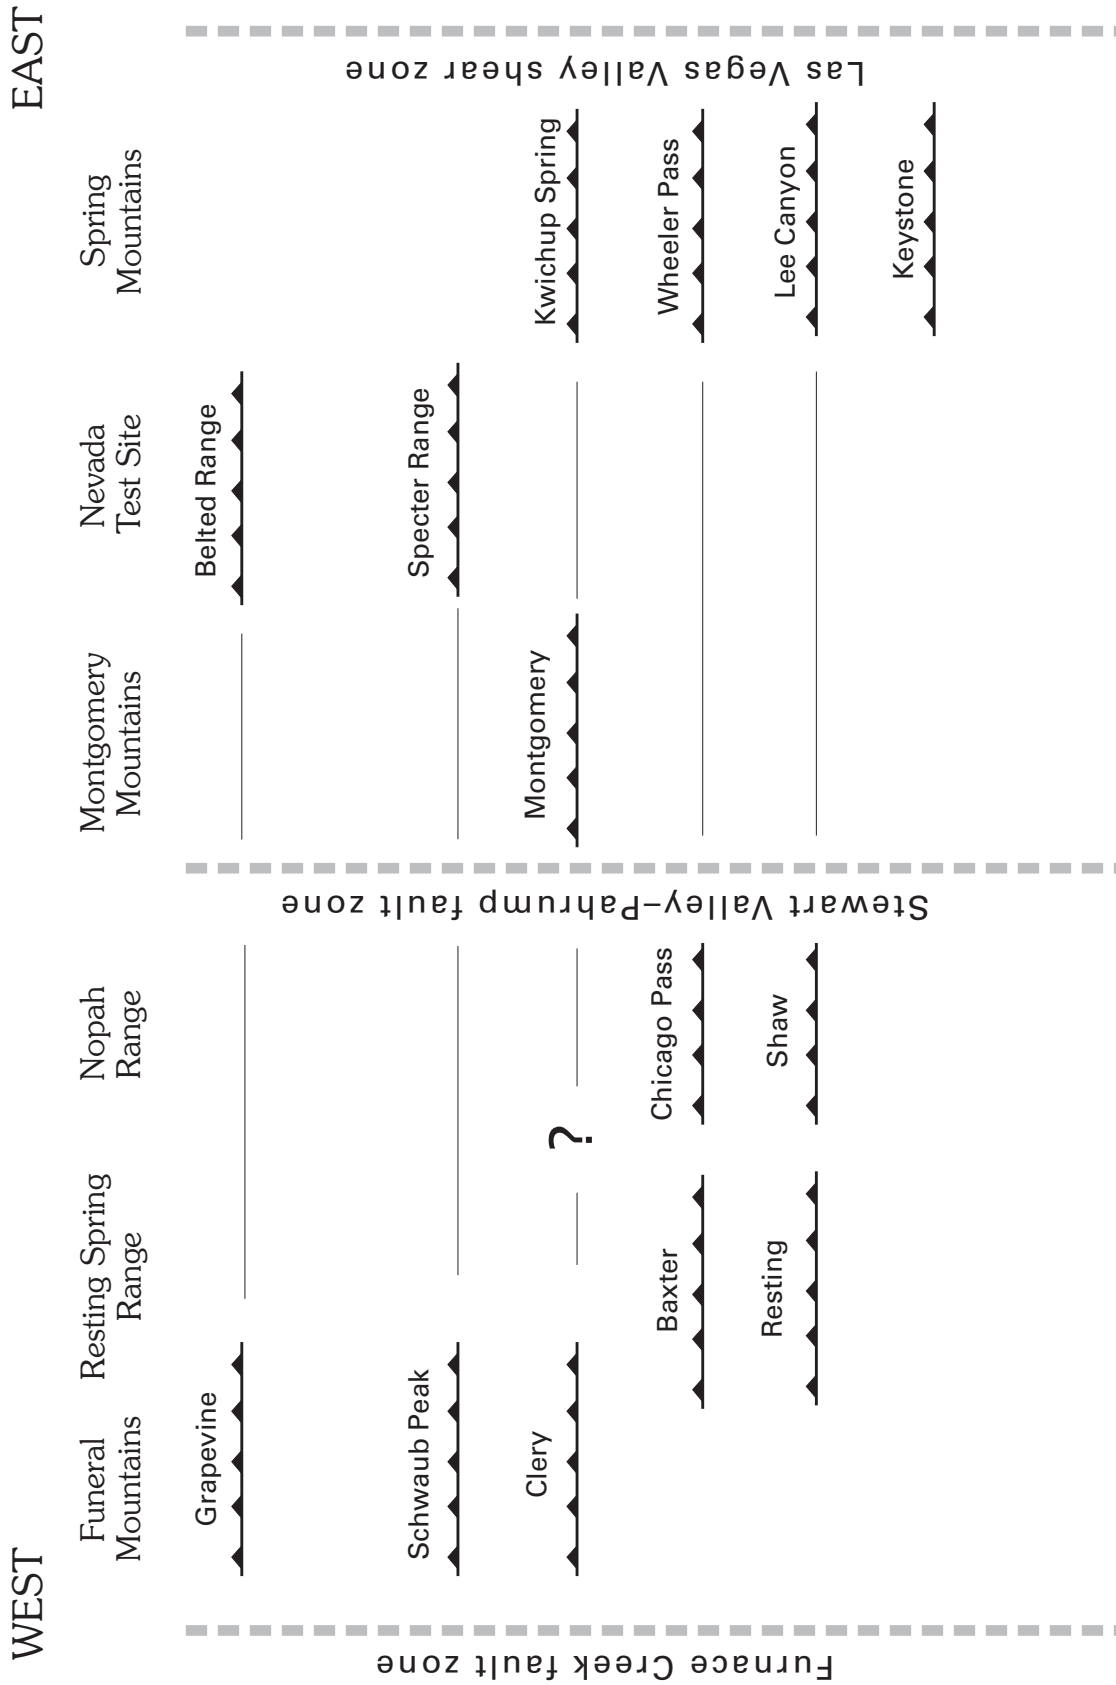 WEST
EAST
Funeral
Mountains
Resting Spring
Range
Nopah
Range
Montgomery
Mountains
Nevada
Test Site
Spring
Mountains
Furnace Creek fault zone
Stewart Valley–Pahrump fault zone
Las Vegas Valley shear zone
Grapevine
Belted Range
Schwaub Peak
Specter Range
Clery
?
Montgomery
Kwichup Spring
Baxter
Chicago Pass
Wheeler Pass
Resting
Shaw
Lee Canyon
Keystone